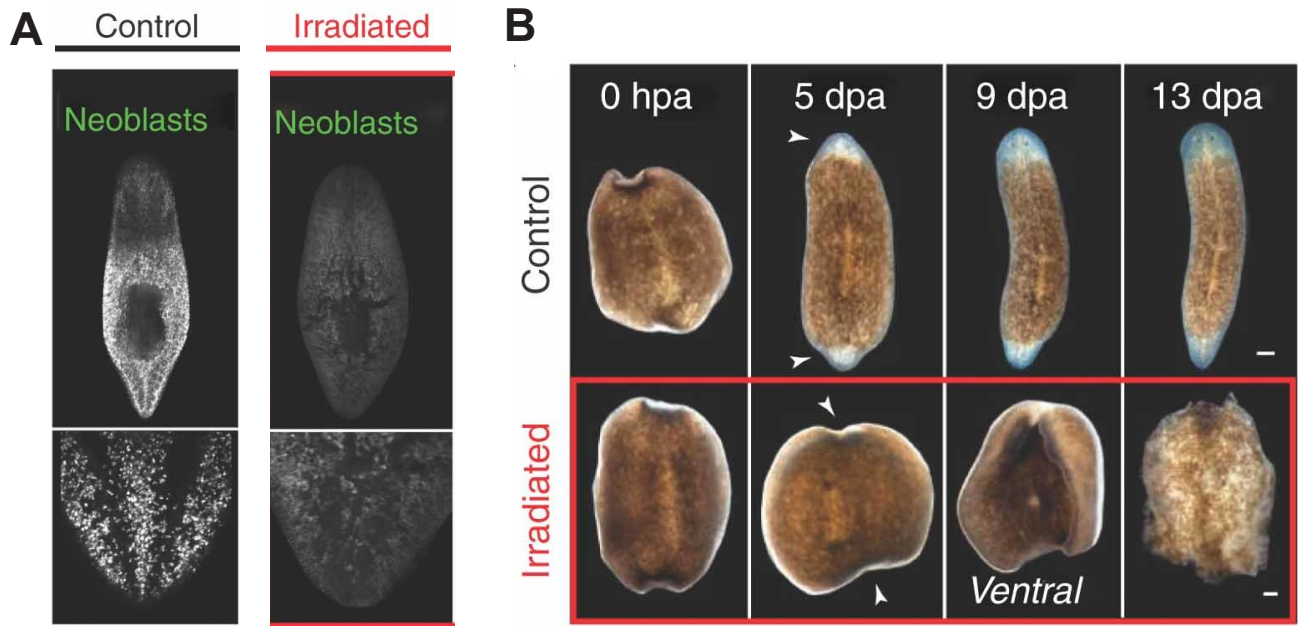 A
Control
Irradiated
Neoblasts
Neoblasts
B
0 hpa
5 dpa
9 dpa
13 dpa
Control
Irradiated
Ventral